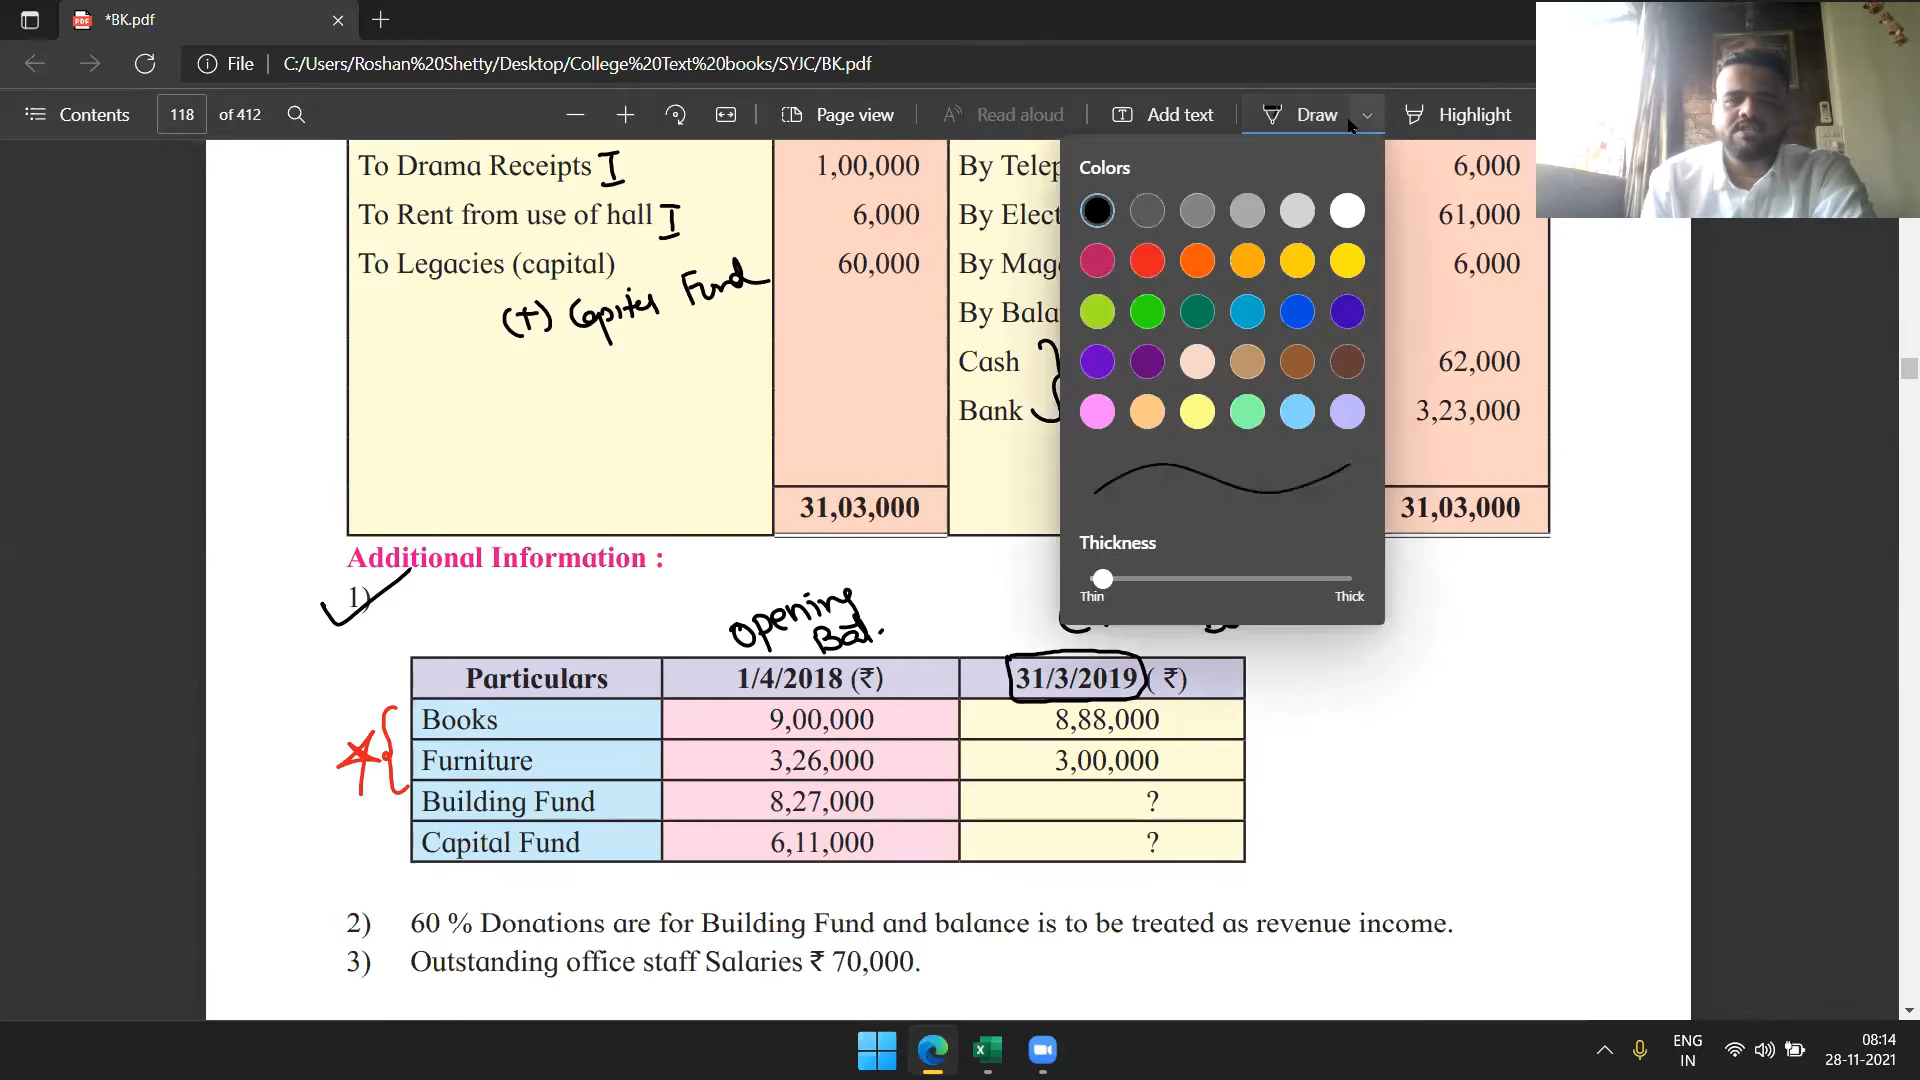 *BK.pdf
File
C:/Users/Roshan%20Shetty/Desktop/College%20Text%20books/SYJC/BK.pdf
Contents
118 of 412
Page view
Read aloud
Add text
Draw
Highlight
To Drama Receipts I 1,00,000 By Telep 6,000
To Rent from use of hall I 6,000 By Elect 61,000
To Legacies (capital) 60,000 By Mag 6,000
(+) Capital Fund
By Bala
Cash 62,000
Bank 3,23,000
31,03,000 31,03,000
Colors
Thickness
Thin Thick
Additional Information :
1)
Opening
Bal.
Particulars 1/4/2018 (₹) 31/3/2019 ( ₹)
Books 9,00,000 8,88,000
Furniture 3,26,000 3,00,000
Building Fund 8,27,000 ?
Capital Fund 6,11,000 ?
2) 60 % Donations are for Building Fund and balance is to be treated as revenue income.
3) Outstanding office staff Salaries ₹ 70,000.
ENG
IN
08:14
28-11-2021